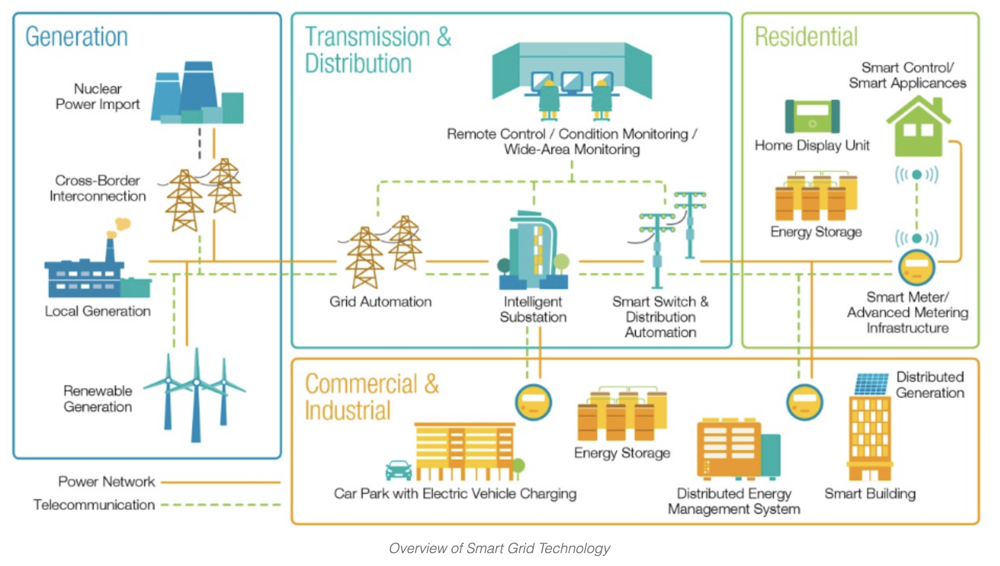 Generation
Nuclear
Power Import
Cross-Border
Interconnection
Local Generation
Renewable
Generation
Power Network
Telecommunication
Transmission &
Distribution
Remote Control / Condition Monitoring /
Wide-Area Monitoring
Grid Automation
Intelligent
Substation
Smart Switch &
Distribution
Automation
Residential
Smart Control/
Smart Applicances
Home Display Unit
Energy Storage
Smart Meter/
Advanced Metering
Infrastructure
Commercial &
Industrial
Car Park with Electric Vehicle Charging
Energy Storage
Distributed Energy
Management System
Distributed
Generation
Smart Building
Overview of Smart Grid Technology